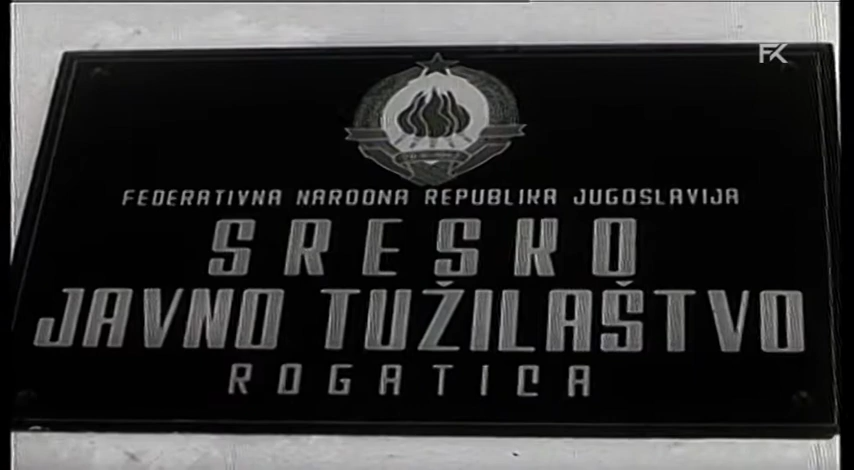 FK
FEDERATIVNA NARODNA REPUBLIKA JUGOSLAVIJA
SRESKO
JAVNO TUŽILAŠTVO
ROGATICA